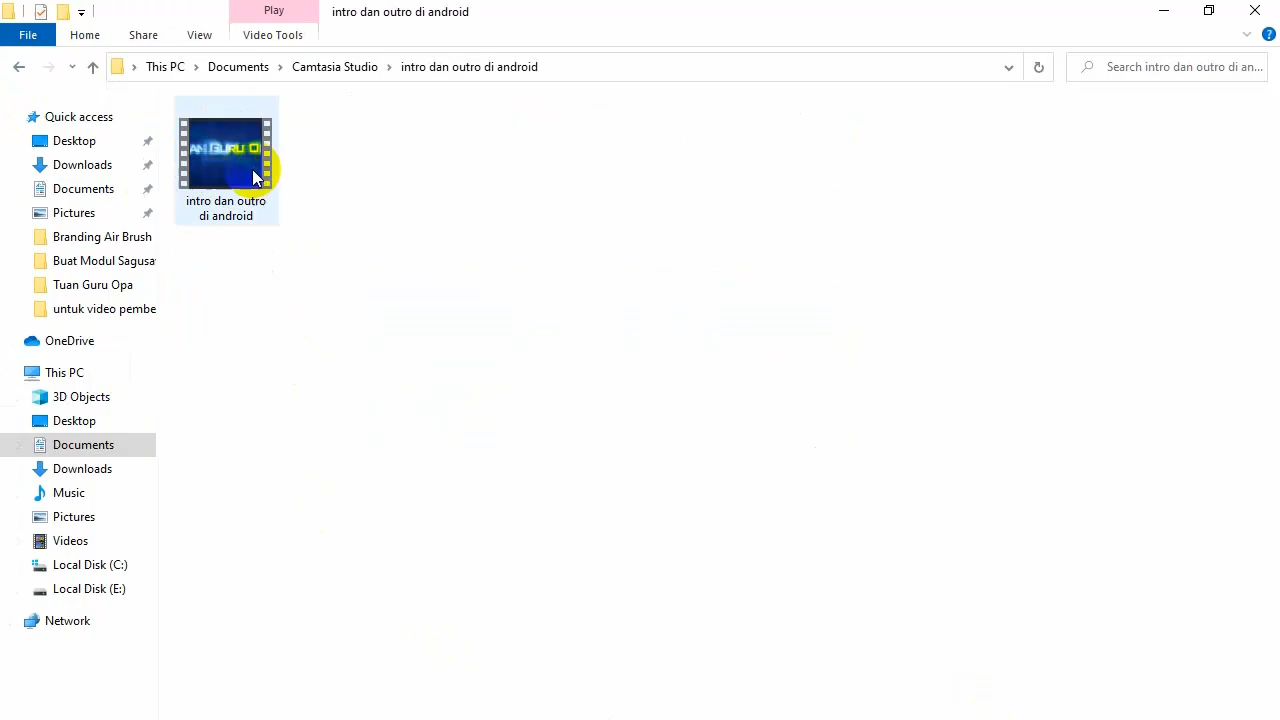 Play
intro dan outro di android
File
Home
Share
View
Video Tools
This PC
Documents
Camtasia Studio
intro dan outro di android
Search intro dan outro di an...
Quick access
Desktop
Downloads
Documents
Pictures
Branding Air Brush
Buat Modul Sagusa
Tuan Guru Opa
untuk video pembe
OneDrive
This PC
3D Objects
Desktop
Documents
Downloads
Music
Pictures
Videos
Local Disk (C:)
Local Disk (E:)
Network
AN GURU O
intro dan outro
di android